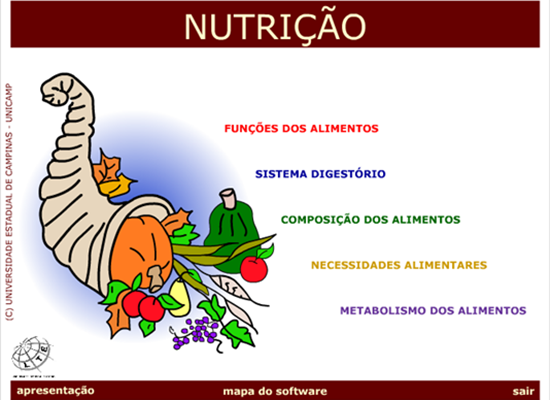 NUTRIÇÃO
(C) UNIVERSIDADE ESTADUAL DE CAMPINAS - UNICAMP
FUNÇÕES DOS ALIMENTOS
SISTEMA DIGESTÓRIO
COMPOSIÇÃO DOS ALIMENTOS
NECESSIDADES ALIMENTARES
METABOLISMO DOS ALIMENTOS
LTE
apresentação
mapa do software
sair